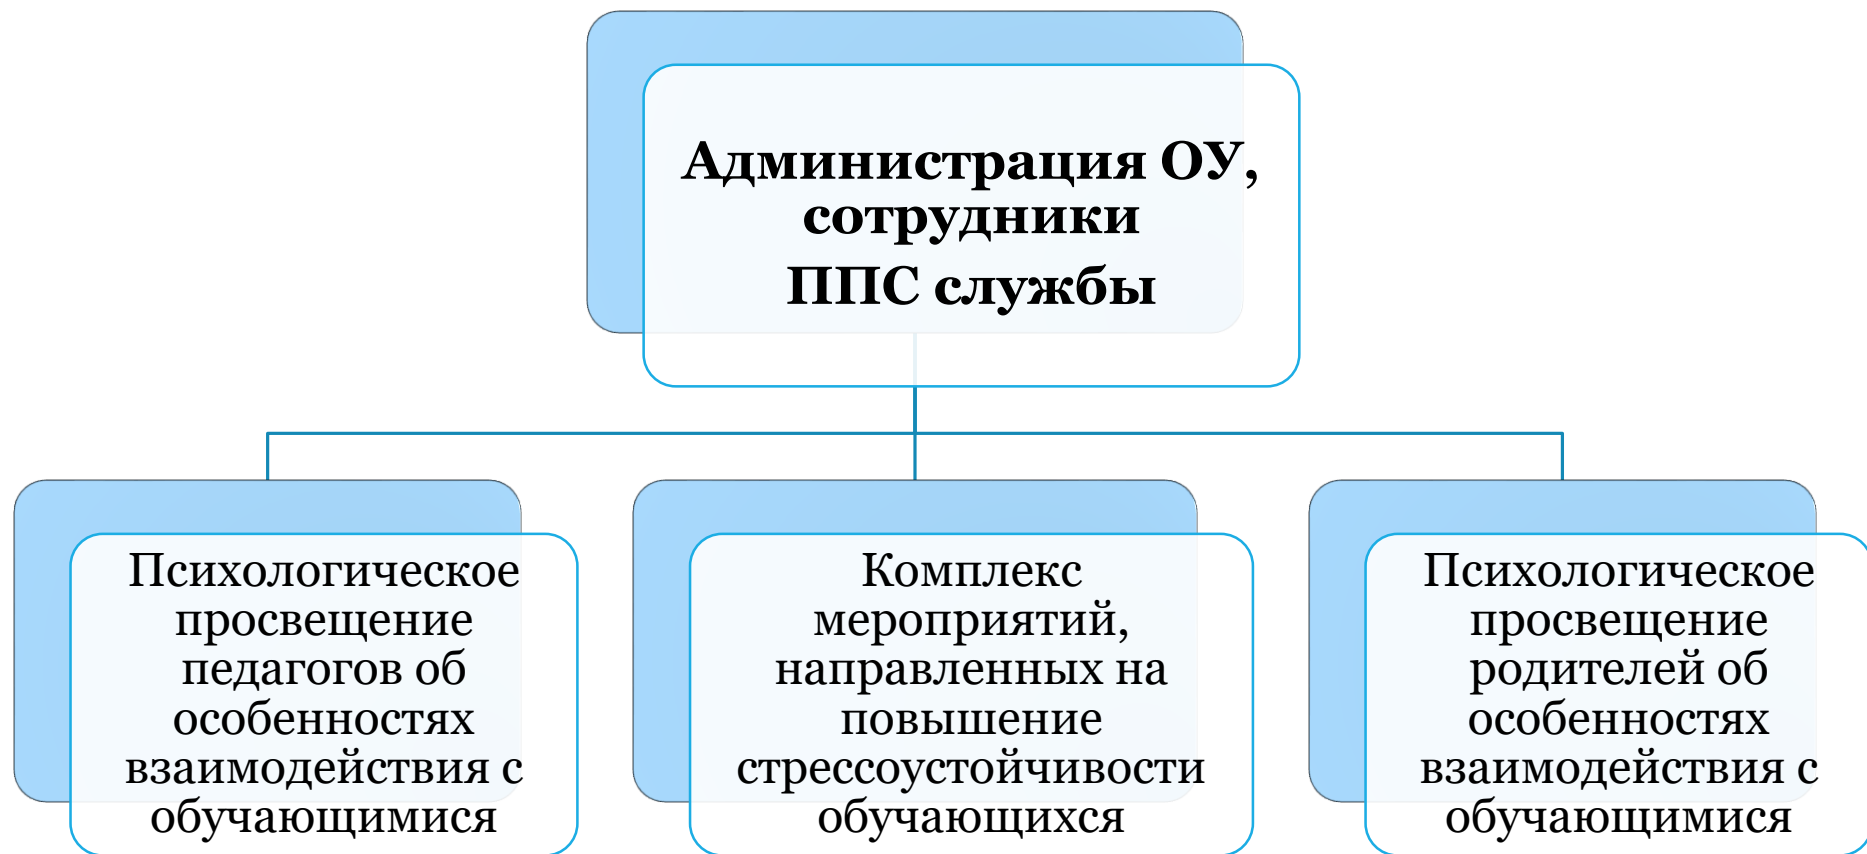 Администрация ОУ,
сотрудники
ППС службы
Психологическое
просвещение
педагогов об
особенностях
взаимодействия с
обучающимися
Комплекс
мероприятий,
направленных на
повышение
стрессоустойчивости
обучающихся
Психологическое
просвещение
родителей об
особенностях
взаимодействия с
обучающимися